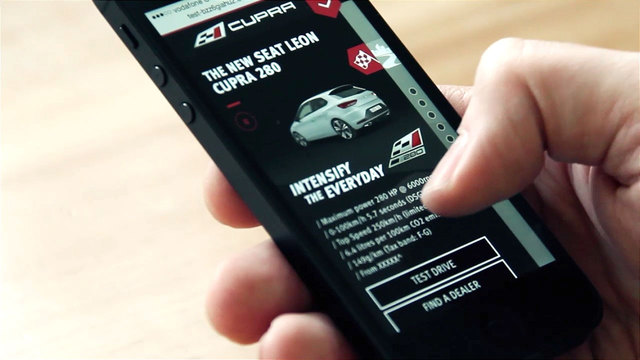 vodafone
test-bzz6giahuz
CUPRA
THE NEW SEAT LEON
CUPRA 280
280
INTENSIFY
THE EVERYDAY
/ Maximum power 280 HP @ 6000
/ 0-100km/h 5.7 seconds (DSG
/ Top Speed 250km/h (limited
/ 6.4 litres per 100km CO2 emi
/ 149g/km (Tax band: F-G)
/ From XXXXX^
TEST DRIVE
FIND A DEALER